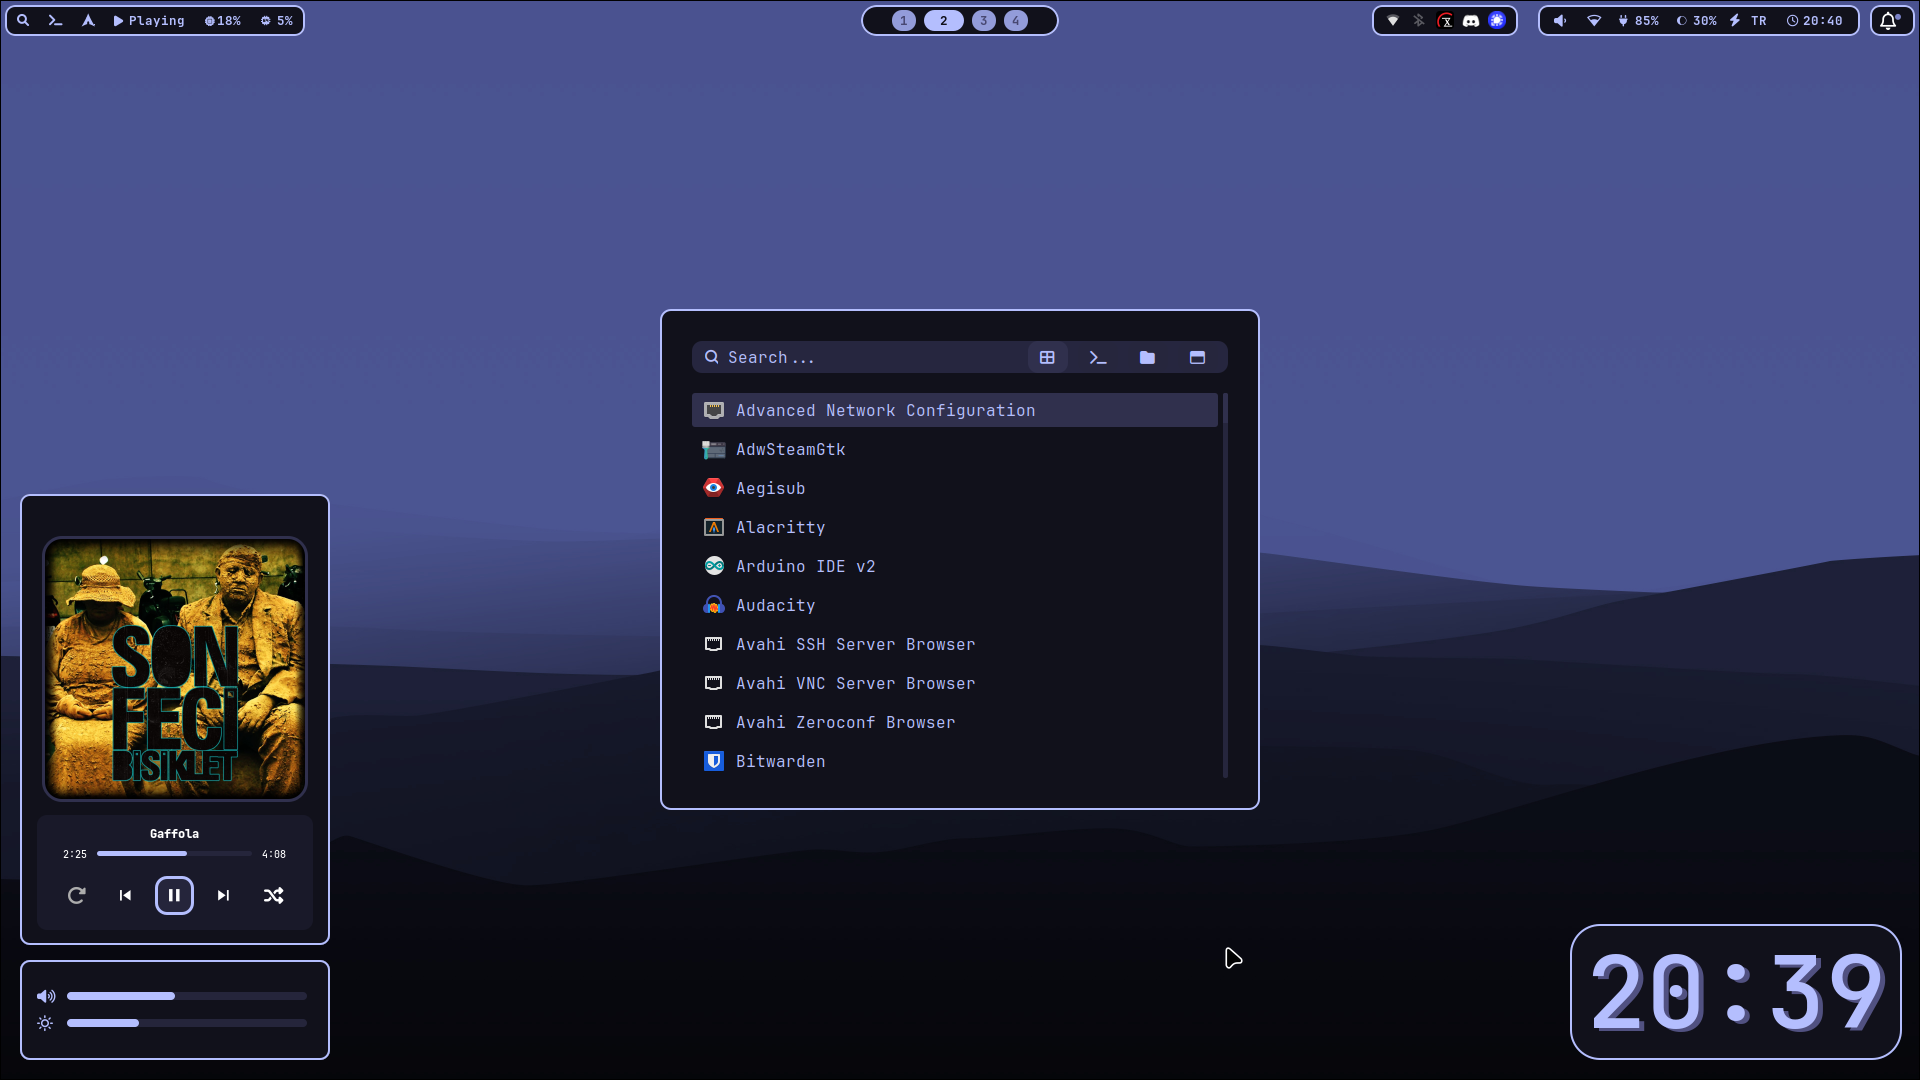 Playing 18% 5%
1 2 3 4
85% 30% TR 20:40
Search...
Advanced Network Configuration
AdwSteamGtk
Aegisub
Alacritty
Arduino IDE v2
Audacity
Avahi SSH Server Browser
Avahi VNC Server Browser
Avahi Zeroconf Browser
Bitwarden
SON
FECI
BISIKLET
Gaffola
2:25 4:08
20:39